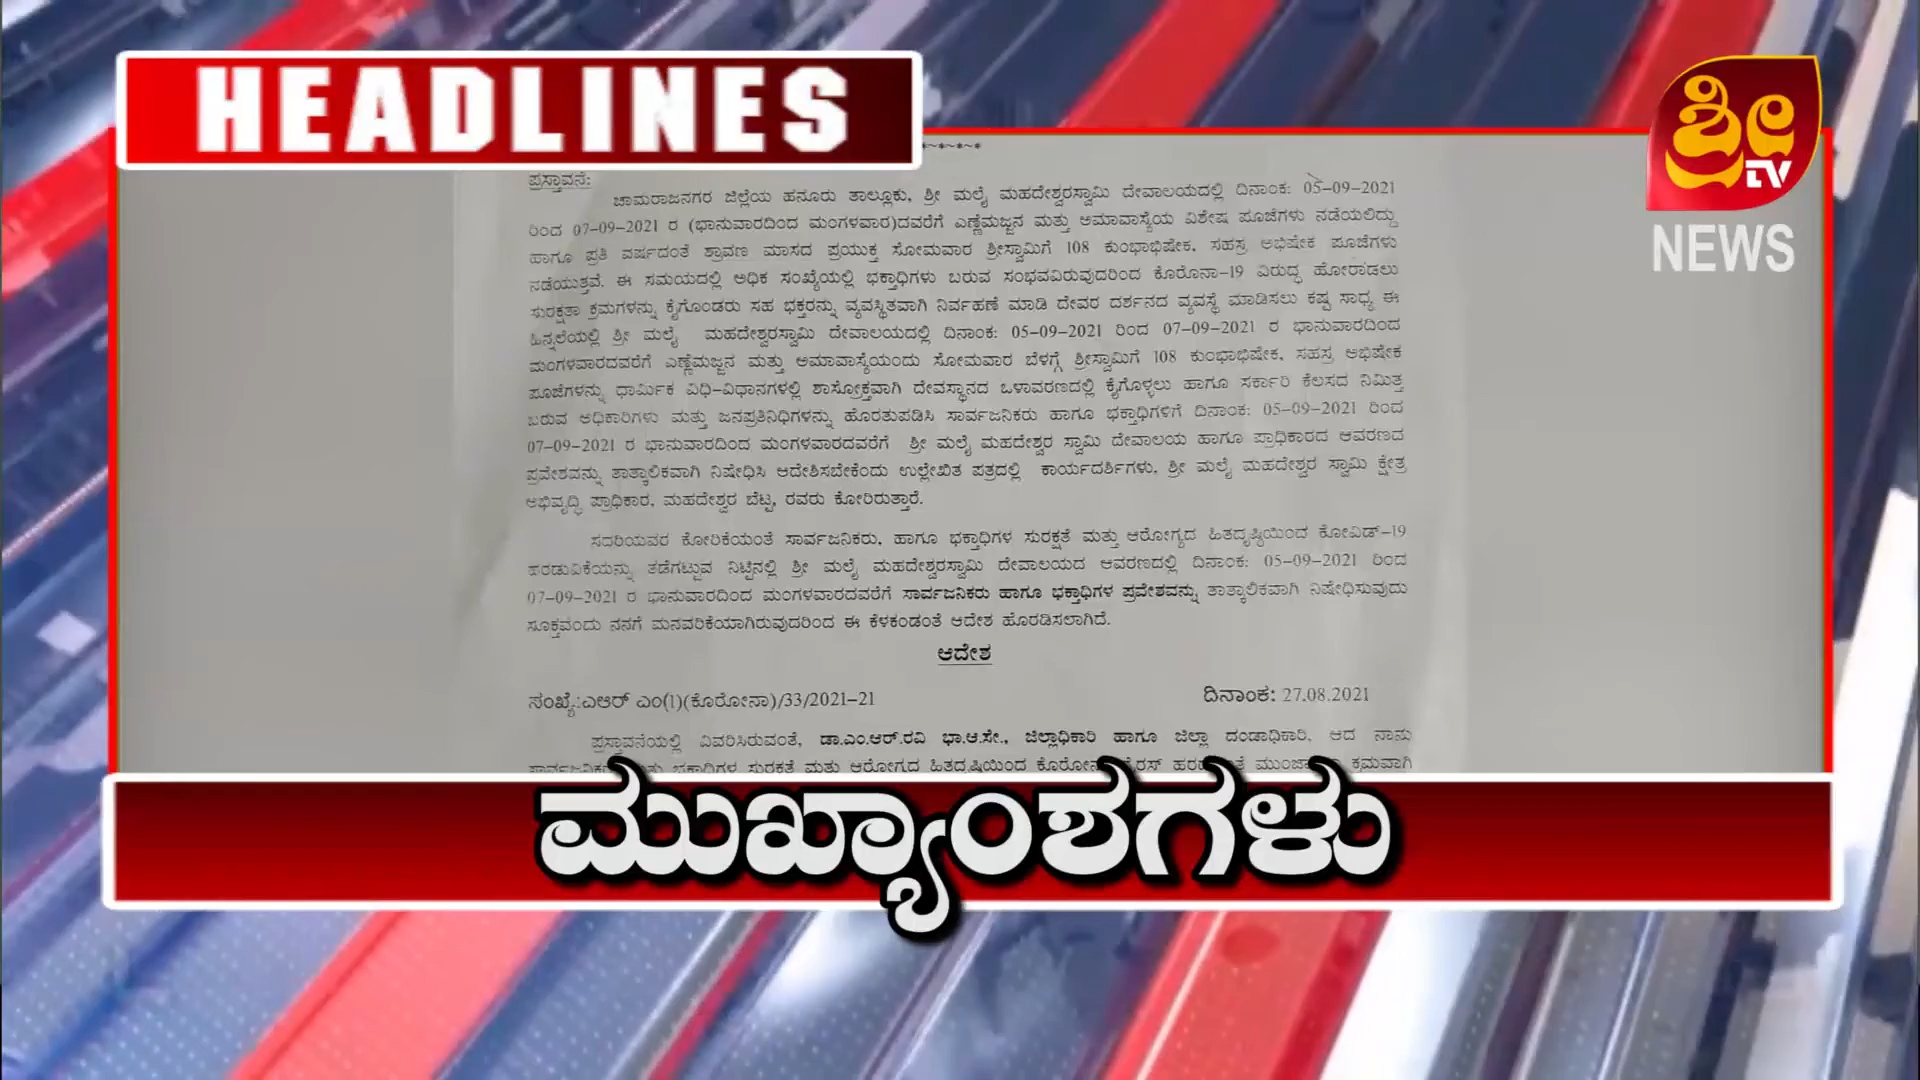 HEADLINES
ಶ್ರೀ
TV
NEWS
*~*~*~*
ಪ್ರಸ್ತಾವನೆ:
ಚಾಮರಾಜನಗರ ಜಿಲ್ಲೆಯ ಹನೂರು ತಾಲ್ಲೂಕು, ಶ್ರೀ ಮಲೈ ಮಹದೇಶ್ವರಸ್ವಾಮಿ ದೇವಾಲಯದಲ್ಲಿ ದಿನಾಂಕ: 05-09-2021
ರಿಂದ 07-09-2021 ರ (ಭಾನುವಾರದಿಂದ ಮಂಗಳವಾರ)ದವರೆಗೆ ಎಣ್ಣೆಮಜ್ಜನ ಮತ್ತು ಅಮಾವಾಸ್ಯೆಯ ವಿಶೇಷ ಪೂಜೆಗಳು ನಡೆಯಲಿದ್ದು
ಹಾಗೂ ಪ್ರತಿ ವರ್ಷದಂತೆ ಶ್ರಾವಣ ಮಾಸದ ಪ್ರಯುಕ್ತ ಸೋಮವಾರ ಶ್ರೀಸ್ವಾಮಿಗೆ 108 ಕುಂಭಾಭಿಷೇಕ, ಸಹಸ್ರ ಅಭಿಷೇಕ ಪೂಜೆಗಳು
ನಡೆಯುತ್ತವೆ. ಈ ಸಮಯದಲ್ಲಿ ಅಧಿಕ ಸಂಖ್ಯೆಯಲ್ಲಿ ಭಕ್ತಾಧಿಗಳು ಬರುವ ಸಂಭವವಿರುವುದರಿಂದ ಕೊರೊನಾ-19 ವಿರುದ್ಧ ಹೋರಾಡಲು
ಸುರಕ್ಷತಾ ಕ್ರಮಗಳನ್ನು ಕೈಗೊಂಡರು ಸಹ ಭಕ್ತರನ್ನು ವ್ಯವಸ್ಥಿತವಾಗಿ ನಿರ್ವಹಣೆ ಮಾಡಿ ದೇವರ ದರ್ಶನದ ವ್ಯವಸ್ಥೆ ಮಾಡಿಸಲು ಕಷ್ಟ ಸಾಧ್ಯ ಈ
ಹಿನ್ನಲೆಯಲ್ಲಿ ಶ್ರೀ ಮಲೈ ಮಹದೇಶ್ವರಸ್ವಾಮಿ ದೇವಾಲಯದಲ್ಲಿ ದಿನಾಂಕ: 05-09-2021 ರಿಂದ 07-09-2021 ರ ಭಾನುವಾರದಿಂದ
ಮಂಗಳವಾರದವರೆಗೆ ಎಣ್ಣೆಮಜ್ಜನ ಮತ್ತು ಅಮಾವಾಸ್ಯೆಯಂದು ಸೋಮವಾರ ಬೆಳಗ್ಗೆ ಶ್ರೀಸ್ವಾಮಿಗೆ 108 ಕುಂಭಾಭಿಷೇಕ, ಸಹಸ್ರ ಅಭಿಷೇಕ
ಪೂಜೆಗಳನ್ನು ಧಾರ್ಮಿಕ ವಿಧಿ-ವಿಧಾನಗಳಲ್ಲಿ ಶಾಸ್ರೋಕ್ತವಾಗಿ ದೇವಸ್ಥಾನದ ಒಳಾವರಣದಲ್ಲಿ ಕೈಗೊಳ್ಳಲು ಹಾಗೂ ಸರ್ಕಾರಿ ಕೆಲಸದ ನಿಮಿತ್ತ
ಬರುವ ಅಧಿಕಾರಿಗಳು ಮತ್ತು ಜನಪ್ರತಿನಿಧಿಗಳನ್ನು ಹೊರತುಪಡಿಸಿ ಸಾರ್ವಜನಿಕರು ಹಾಗೂ ಭಕ್ತಾಧಿಗಳಿಗೆ ದಿನಾಂಕ: 05-09-2021 ರಿಂದ
07-09-2021 ರ ಭಾನುವಾರದಿಂದ ಮಂಗಳವಾರದವರೆಗೆ ಶ್ರೀ ಮಲೈ ಮಹದೇಶ್ವರ ಸ್ವಾಮಿ ದೇವಾಲಯ ಹಾಗೂ ಪ್ರಾಧಿಕಾರದ ಆವರಣದ
ಪ್ರವೇಶವನ್ನು ತಾತ್ಕಾಲಿಕವಾಗಿ ನಿಷೇಧಿಸಿ ಆದೇಶಿಸಬೇಕೆಂದು ಉಲ್ಲೇಖಿತ ಪತ್ರದಲ್ಲಿ ಕಾರ್ಯದರ್ಶಿಗಳು, ಶ್ರೀ ಮಲೈ ಮಹದೇಶ್ವರ ಸ್ವಾಮಿ ಕ್ಷೇತ್ರ
ಅಭಿವೃದ್ಧಿ ಪ್ರಾಧಿಕಾರ, ಮಹದೇಶ್ವರ ಬೆಟ್ಟ, ರವರು ಕೋರಿರುತ್ತಾರೆ.
ಸದರಿಯವರ ಕೋರಿಕೆಯಂತೆ ಸಾರ್ವಜನಿಕರು, ಹಾಗೂ ಭಕ್ತಾಧಿಗಳ ಸುರಕ್ಷತೆ ಮತ್ತು ಆರೋಗ್ಯದ ಹಿತದೃಷ್ಠಿಯಿಂದ ಕೋವಿಡ್-19
ಹರಡುವಿಕೆಯನ್ನು ತಡೆಗಟ್ಟುವ ನಿಟ್ಟಿನಲ್ಲಿ ಶ್ರೀ ಮಲೈ ಮಹದೇಶ್ವರಸ್ವಾಮಿ ದೇವಾಲಯದ ಆವರಣದಲ್ಲಿ ದಿನಾಂಕ: 05-09-2021 ರಿಂದ
07-09-2021 ರ ಭಾನುವಾರದಿಂದ ಮಂಗಳವಾರದವರೆಗೆ ಸಾರ್ವಜನಿಕರು ಹಾಗೂ ಭಕ್ತಾಧಿಗಳ ಪ್ರವೇಶವನ್ನು ತಾತ್ಕಾಲಿಕವಾಗಿ ನಿಷೇಧಿಸುವುದು
ಸೂಕ್ತವೆಂದು ನನಗೆ ಮನವರಿಕೆಯಾಗಿರುವುದರಿಂದ ಈ ಕೆಳಕಂಡಂತೆ ಆದೇಶ ಹೊರಡಿಸಲಾಗಿದೆ.
ಆದೇಶ
ಸಂಖ್ಯೆ:ಎಆರ್ ಎಂ(1)(ಕೊರೋನಾ)/33/2021-21 ದಿನಾಂಕ: 27.08.2021
ಪ್ರಸ್ತಾವನೆಯಲ್ಲಿ ವಿವರಿಸಿರುವಂತೆ, ಡಾ.ಎಂ.ಆರ್.ರವಿ ಭಾ.ಆ.ಸೇ., ಜಿಲ್ಲಾಧಿಕಾರಿ ಹಾಗೂ ಜಿಲ್ಲಾ ದಂಡಾಧಿಕಾರಿ, ಆದ ನಾನು
ಭಕ್ತಾಧಿಗಳ ಸುರಕ್ಷತೆ ಮತ್ತು ಆರೋಗ್ಯದ ಹಿತದೃಷ್ಠಿಯಿಂದ ಕ್ರಮವಾಗಿ
ಮುಖ್ಯಾಂಶಗಳು